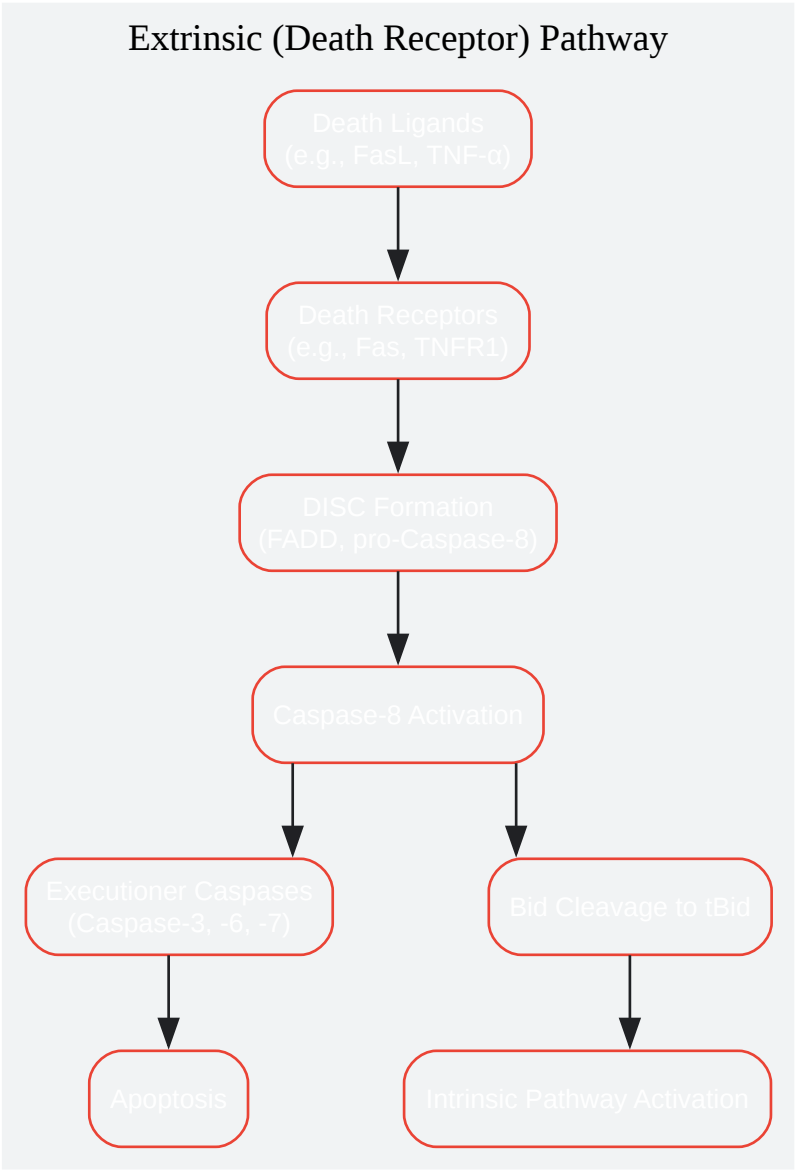 Extrinsic (Death Receptor) Pathway
Death Ligands
(e.g., FasL, TNF-α)
Death Receptors
(e.g., Fas, TNFR1)
DISC Formation
(FADD, pro-Caspase-8)
Caspase-8 Activation
Executioner Caspases
(Caspase-3, -6, -7)
Bid Cleavage to tBid
Apoptosis
Intrinsic Pathway Activation